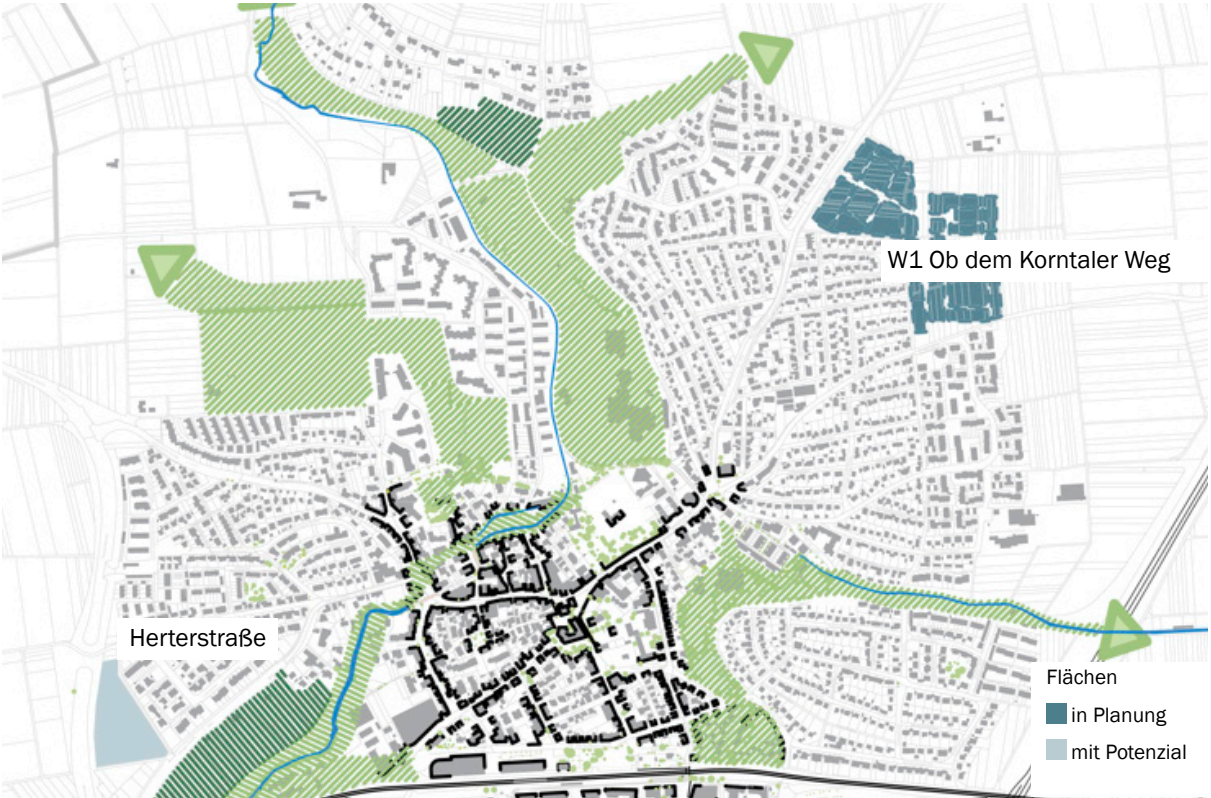 W1 Ob dem Korntaler Weg
Herterstraße
Flächen
in Planung
mit Potenzial